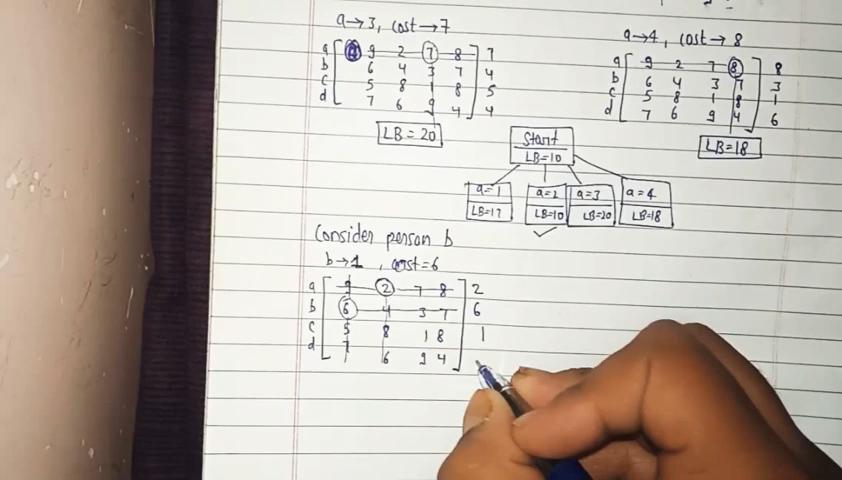 a→3, cost→7
a 9 2 7 8 7
b 6 4 3 7 4
c 5 8 1 8 5
d 7 6 9 4 4
LB = 20
a→4, cost→8
a 9 2 7 8 8
b 6 4 3 7 3
c 5 8 1 8 1
d 7 6 9 4 6
LB=18
Start
LB=10
a=1 a=2 a=3 a=4
LB=17 LB=10 LB=20 LB=18
Consider person b
b→1, cost=6
a 9 2 7 8 2
b 6 4 3 7 6
c 5 8 1 8 1
d 7 6 9 4